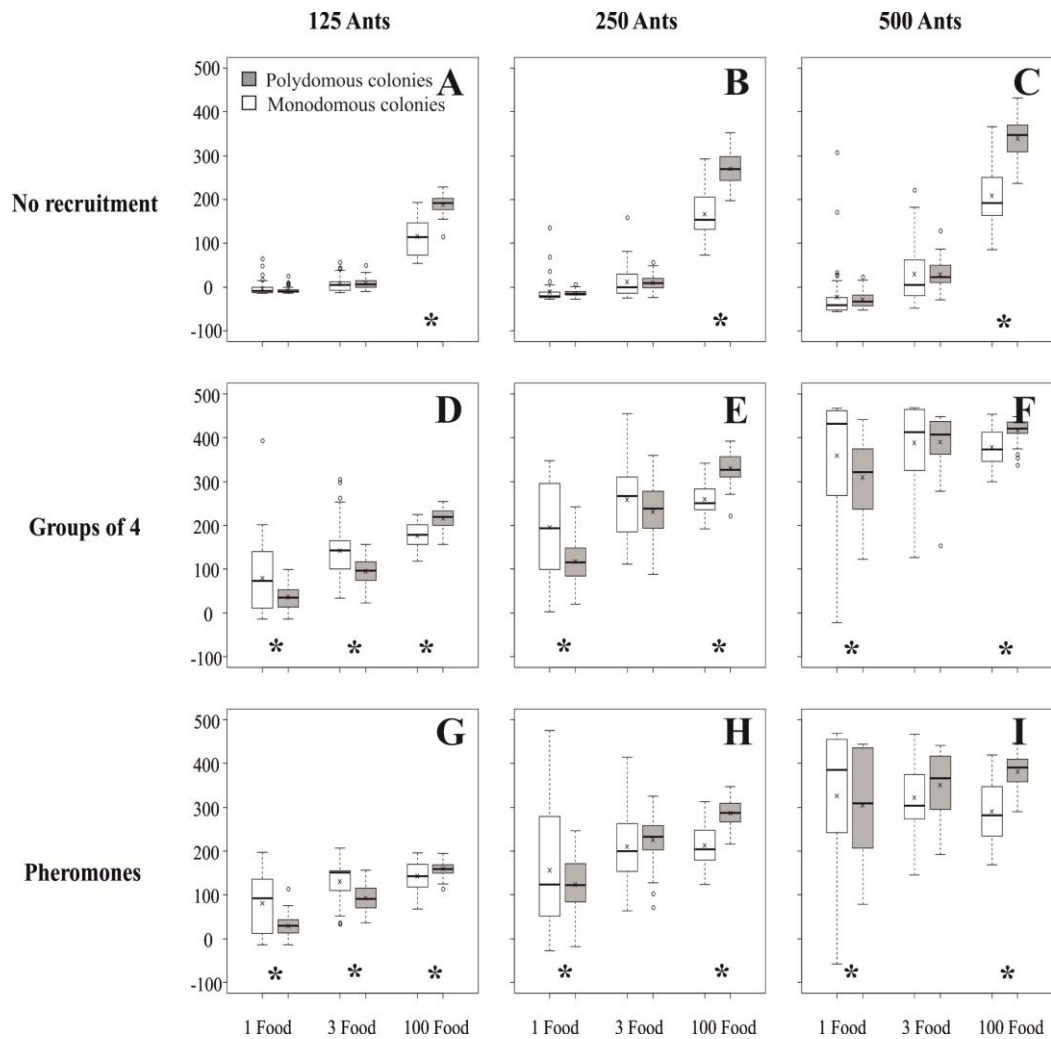 125 Ants 250 Ants 500 Ants
No recruitment
500
400
300
200
100
0
-100
Polydomous colonies
Monodomous colonies
A
*
B
*
C
*
Groups of 4
500
400
300
200
100
0
-100
D
* * *
E
* *
F
* *
Pheromones
500
400
300
200
100
0
-100
G
* * *
H
* *
I
* *
1 Food 3 Food 100 Food 1 Food 3 Food 100 Food 1 Food 3 Food 100 Food